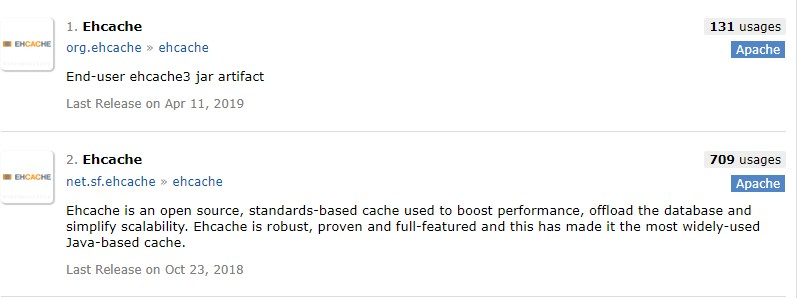 1. Ehcache 131 usages
org.ehcache » ehcache Apache
End-user ehcache3 jar artifact
Last Release on Apr 11, 2019
EHCACHE
2. Ehcache 709 usages
net.sf.ehcache » ehcache Apache
Ehcache is an open source, standards-based cache used to boost performance, offload the database and
simplify scalability. Ehcache is robust, proven and full-featured and this has made it the most widely-used
Java-based cache.
Last Release on Oct 23, 2018
EHCACHE